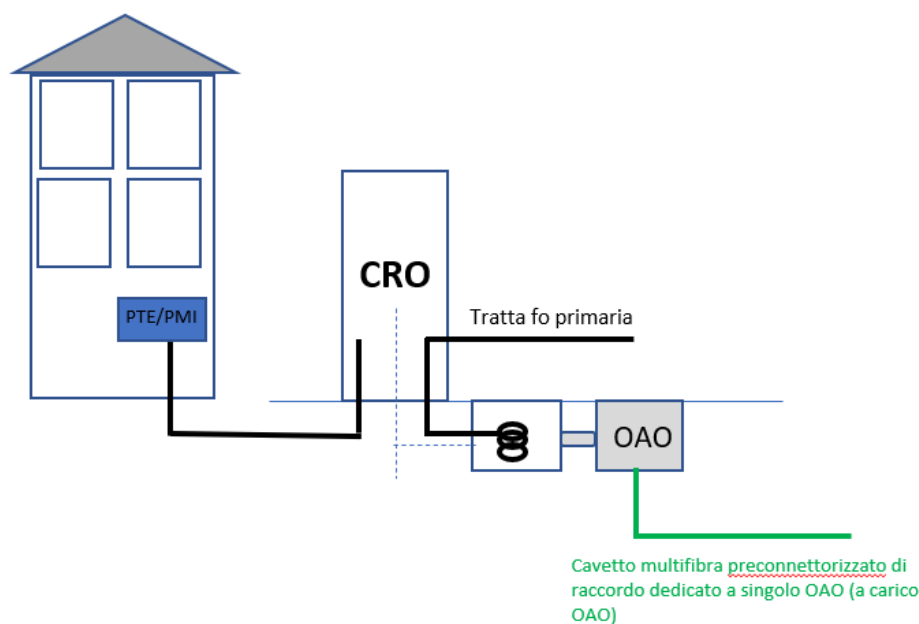 CRO
PTE/PMI
Tratta fo primaria
OAO
Cavetto multifibra preconnettorizzato di
raccordo dedicato a singolo OAO (a carico
OAO)